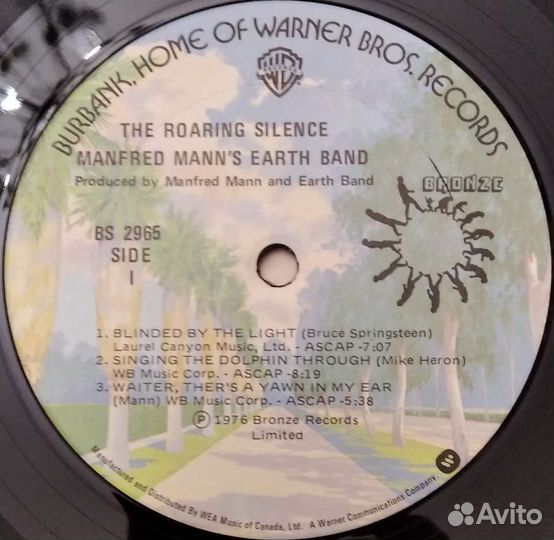 BURBANK, HOME OF WARNER BROS. RECORDS
RECORDS
THE ROARING SILENCE
MANFRED MANN'S EARTH BAND
Produced by Manfred Mann and Earth Band
BRONZE
BS 2965
SIDE
I
1. BLINDED BY THE LIGHT (Bruce Springsteen)
Laurel Canyon Music, Ltd. - ASCAP -7:07
2. SINGING THE DOLPHIN THROUGH (Mike Heron)
WB Music Corp. - ASCAP -8:19
3. WAITER, THER'S A YAWN IN MY EAR
(Mann) WB Music Corp. - ASCAP -5:38
Ⓟ 1976 Bronze Records
Limited
Manufactured and Distributed By WEA Music of Canada, Ltd. A Warner Communications Company.
Avito